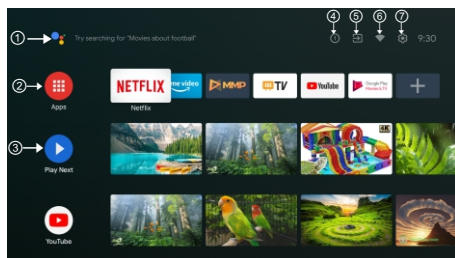 ④ ⑤ ⑥ ⑦
① Try searching for "Movies about football" 9:30
② Apps
NETFLIX prime video MMP TV YouTube Google Play Movies & TV
Netflix
③ Play Next
4K
YouTube